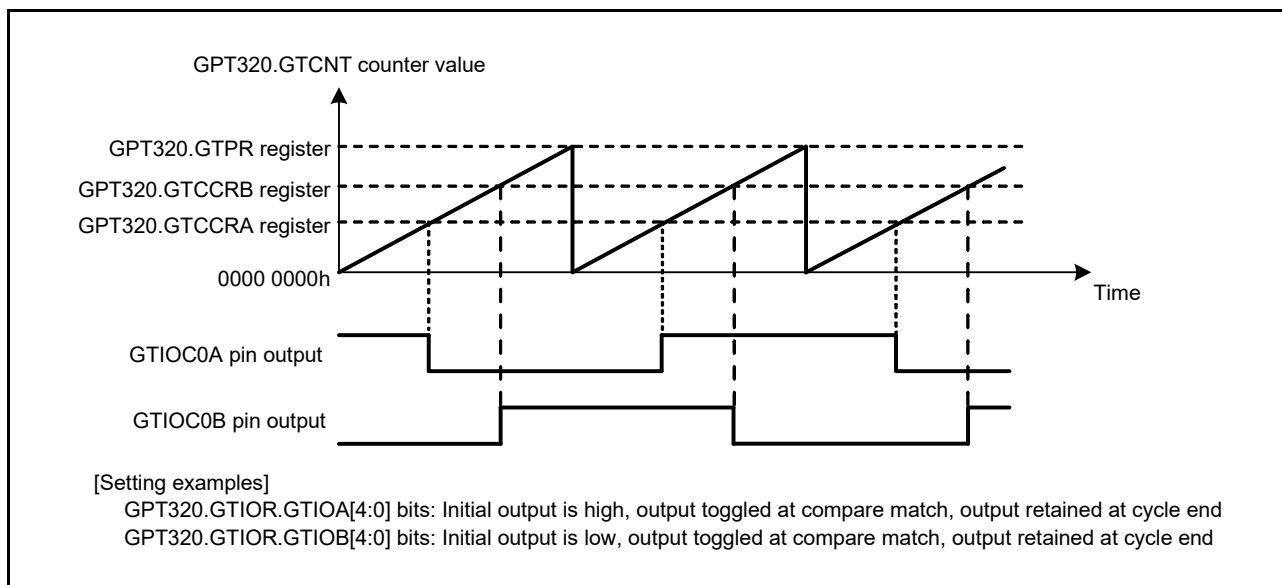 GPT320.GTCNT counter value
GPT320.GTPR register
GPT320.GTCCRB register
GPT320.GTCCRA register
0000 0000h
Time
GTIOC0A pin output
GTIOC0B pin output
[Setting examples]
GPT320.GTIOR.GTIOA[4:0] bits: Initial output is high, output toggled at compare match, output retained at cycle end
GPT320.GTIOR.GTIOB[4:0] bits: Initial output is low, output toggled at compare match, output retained at cycle end